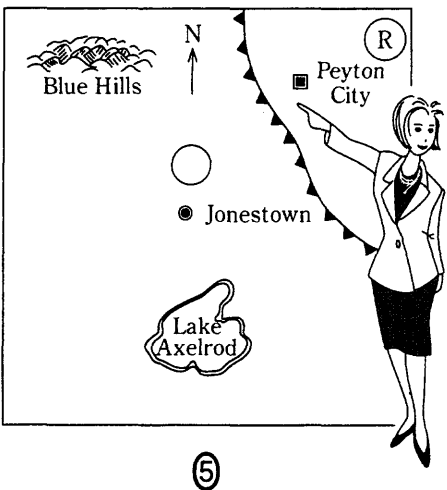 N
R
Blue Hills
Peyton
City
Jonestown
Lake
Axelrod
⑤